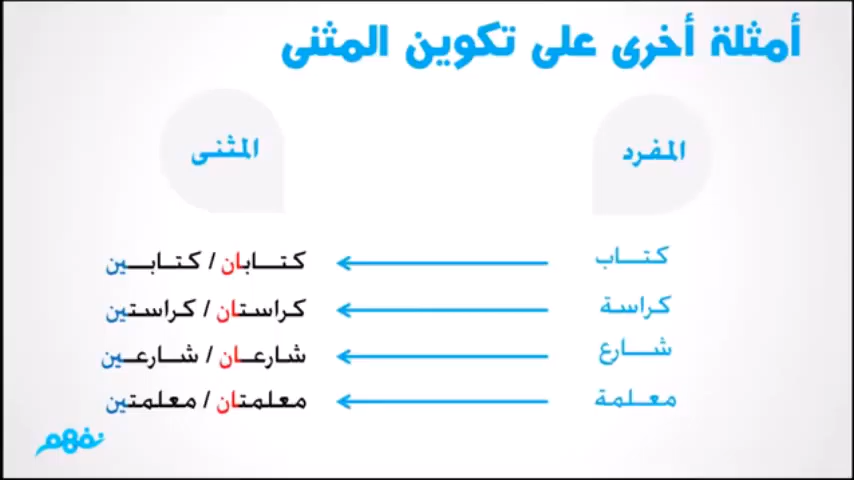 أمثلة أخرى على تكوين المثنى
المفرد
المثنى
كتاب
كتابان / كتابين
كراسة
كراستان / كراستين
شارع
شارعان / شارعين
معلمة
معلمتان / معلمتين
نفهم